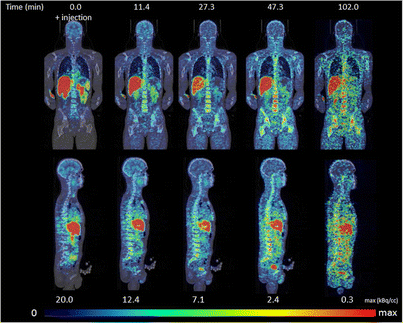 Time (min) 0.0 11.4 27.3 47.3 102.0
+ injection
20.0 12.4 7.1 2.4 0.3 max [kBq/cc]
0 max